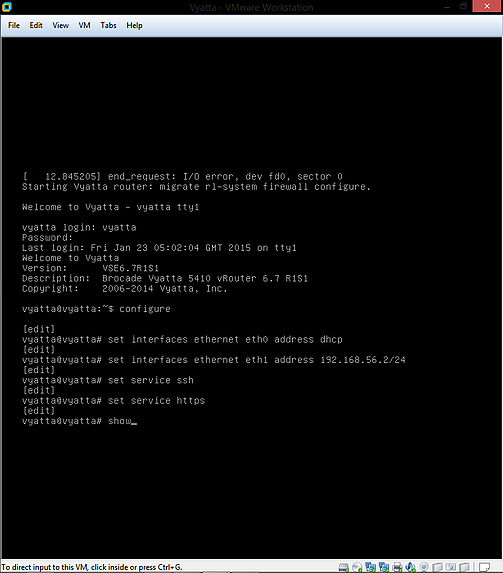 Vyatta - VMware Workstation
File Edit View VM Tabs Help
[   12.845205] end_request: I/O error, dev fd0, sector 0
Starting Vyatta router: migrate rl-system firewall configure.
Welcome to Vyatta - vyatta tty1
vyatta login: vyatta
Password:
Last login: Fri Jan 23 05:02:04 GMT 2015 on tty1
Welcome to Vyatta
Version:      VSE6.7R1S1
Description:  Brocade Vyatta 5410 vRouter 6.7 R1S1
Copyright:    2006-2014 Vyatta, Inc.
vyatta@vyatta:~$ configure
[edit]
vyatta@vyatta# set interfaces ethernet eth0 address dhcp
[edit]
vyatta@vyatta# set interfaces ethernet eth1 address 192.168.56.2/24
[edit]
vyatta@vyatta# set service ssh
[edit]
vyatta@vyatta# set service https
[edit]
vyatta@vyatta# show_
To direct input to this VM, click inside or press Ctrl+G.